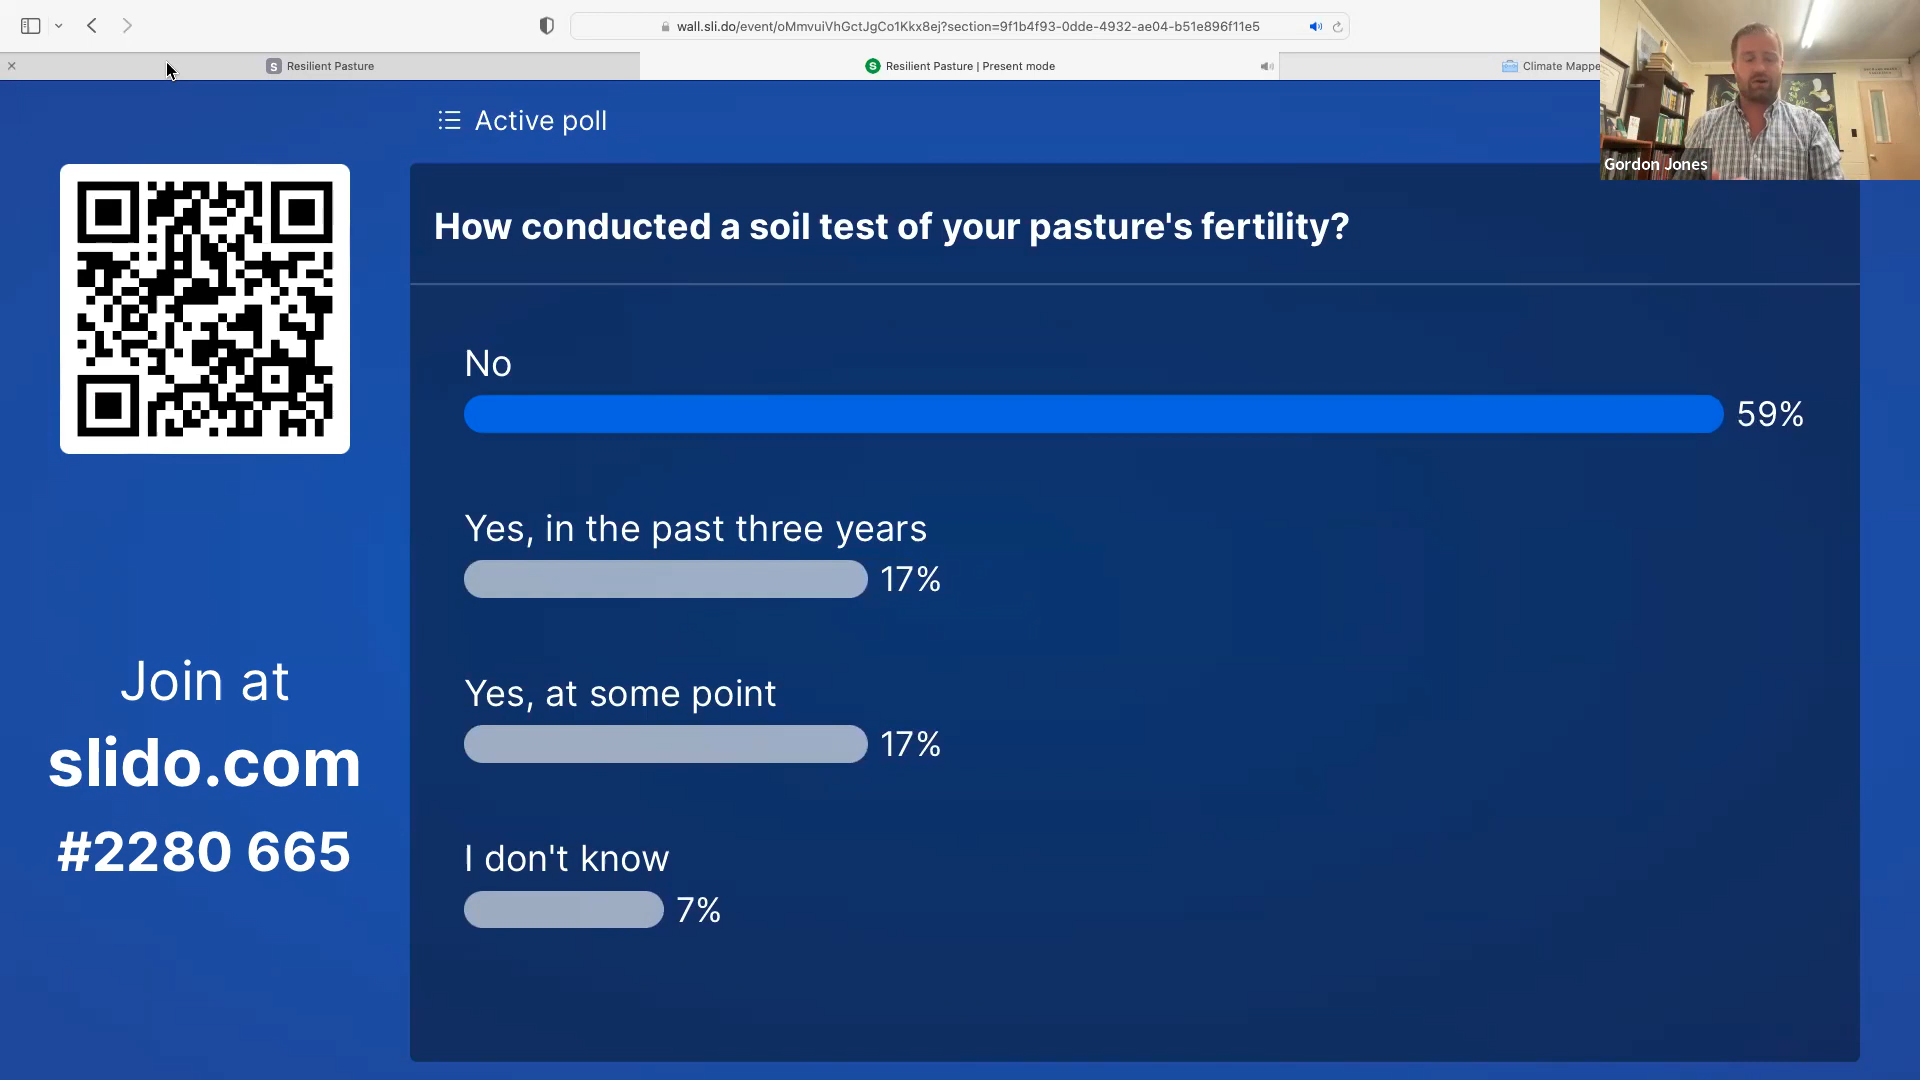 wall.sli.do/event/oMmvuiVhGctJgCo1Kkx8ej?section=9f1b4f93-0dde-4932-ae04-b51e896f11e5
S Resilient Pasture
S Resilient Pasture | Present mode
Climate Mappe
Active poll
Gordon Jones
How conducted a soil test of your pasture's fertility?
No
59%
Yes, in the past three years
17%
Yes, at some point
17%
I don't know
7%
Join at
slido.com
#2280 665